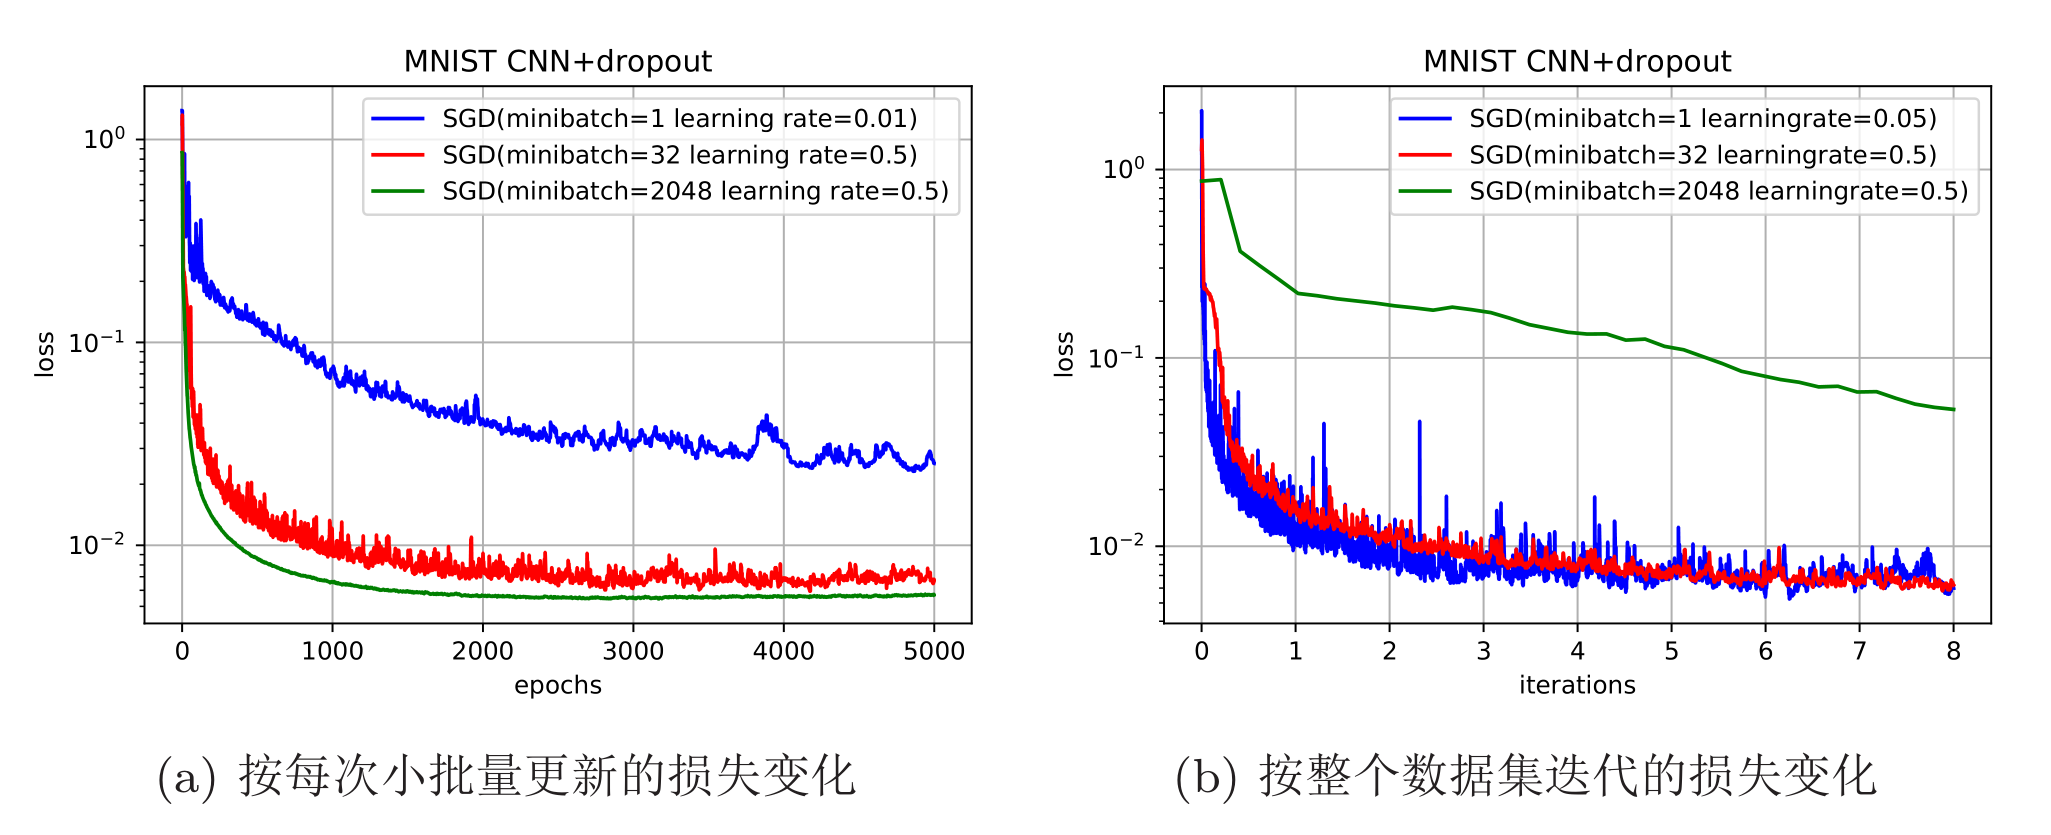 MNIST CNN+dropout
SGD(minibatch=1 learning rate=0.01)
SGD(minibatch=32 learning rate=0.5)
SGD(minibatch=2048 learning rate=0.5)
10⁰
10⁻¹
10⁻²
loss
0 1000 2000 3000 4000 5000
epochs
(a) 按每次小批量更新的损失变化
MNIST CNN+dropout
SGD(minibatch=1 learningrate=0.05)
SGD(minibatch=32 learningrate=0.5)
SGD(minibatch=2048 learningrate=0.5)
10⁰
10⁻¹
10⁻²
loss
0 1 2 3 4 5 6 7 8
iterations
(b) 按整个数据集迭代的损失变化